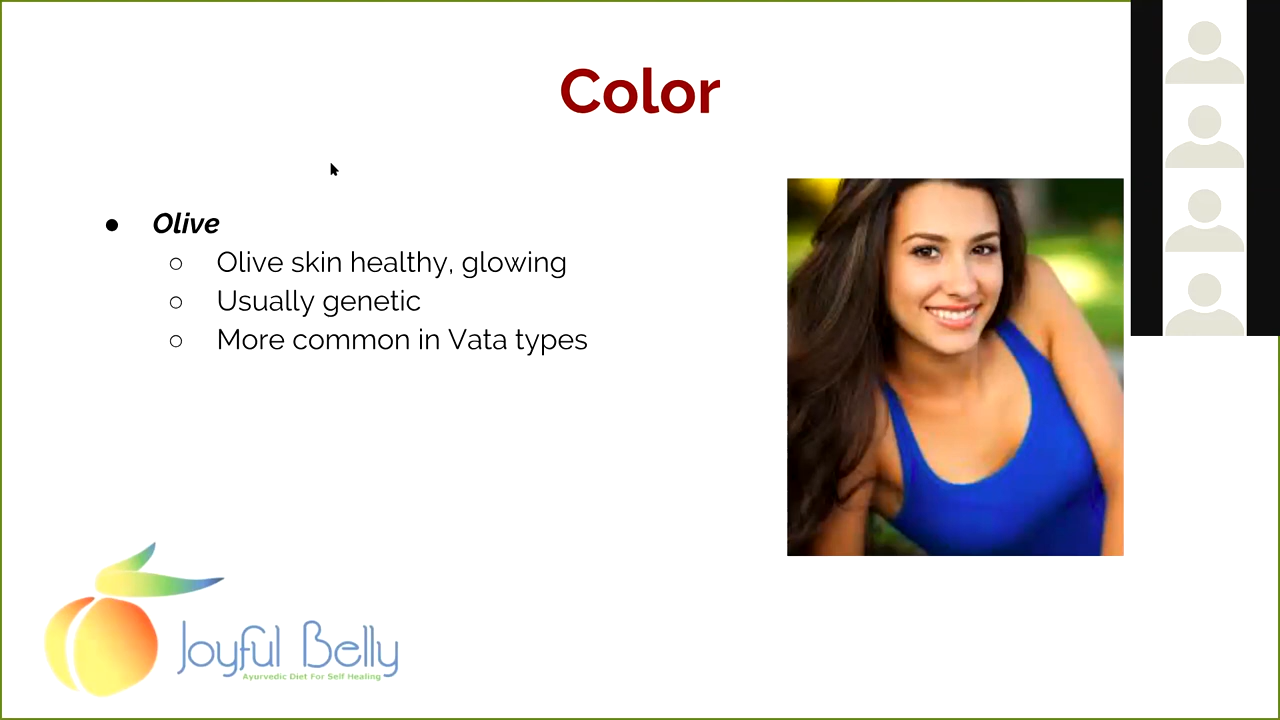 Color
● Olive
○ Olive skin healthy, glowing
○ Usually genetic
○ More common in Vata types
Joyful Belly
Ayurvedic Diet For Self Healing